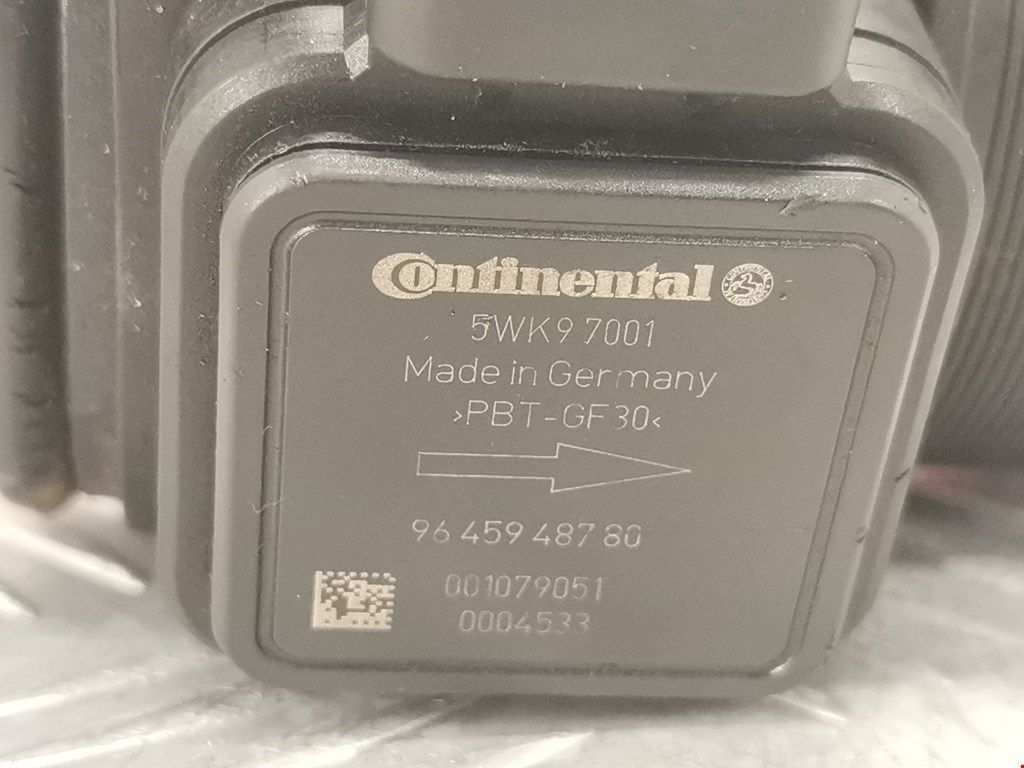 Continental
5WK9 7001
Made in Germany
>PBT-GF30<
96 459 487 80
001079051
0004533